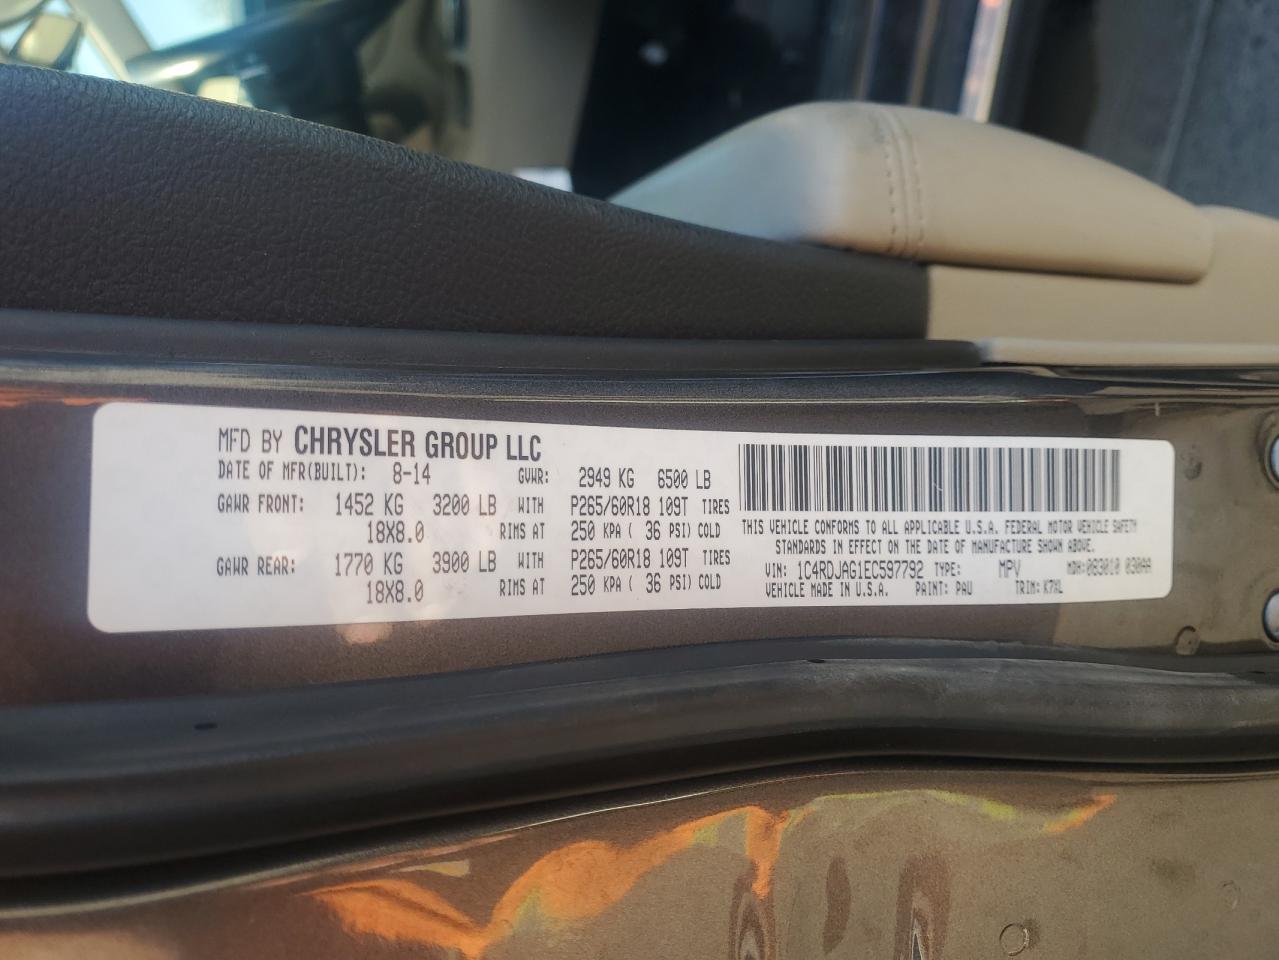 MFD BY CHRYSLER GROUP LLC
DATE OF MFR(BUILT): 8-14 GVWR: 2949 KG 6500 LB
GAWR FRONT: 1452 KG 3200 LB WITH P265/60R18 109T TIRES
18X8.0 RIMS AT 250 KPA ( 36 PSI) COLD
GAWR REAR: 1770 KG 3900 LB WITH P265/60R18 109T TIRES
18X8.0 RIMS AT 250 KPA ( 36 PSI) COLD
THIS VEHICLE CONFORMS TO ALL APPLICABLE U.S.A. FEDERAL MOTOR VEHICLE SAFETY
STANDARDS IN EFFECT ON THE DATE OF MANUFACTURE SHOWN ABOVE.
VIN: 1C4RDJAG1EC597792 TYPE: MPV MDH: 083010 038AA
VEHICLE MADE IN U.S.A. PAINT: PAU TRIM: K7XL